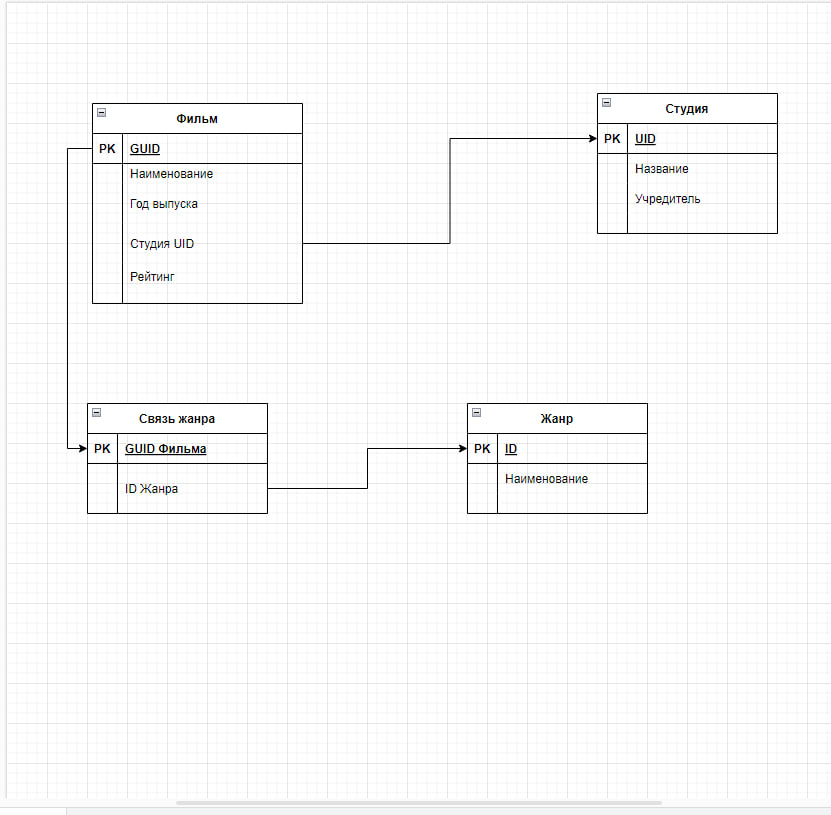 Фильм
PK GUID
Наименование
Год выпуска
Студия UID
Рейтинг
Студия
PK UID
Название
Учредитель
Связь жанра
PK GUID Фильма
ID Жанра
Жанр
PK ID
Наименование